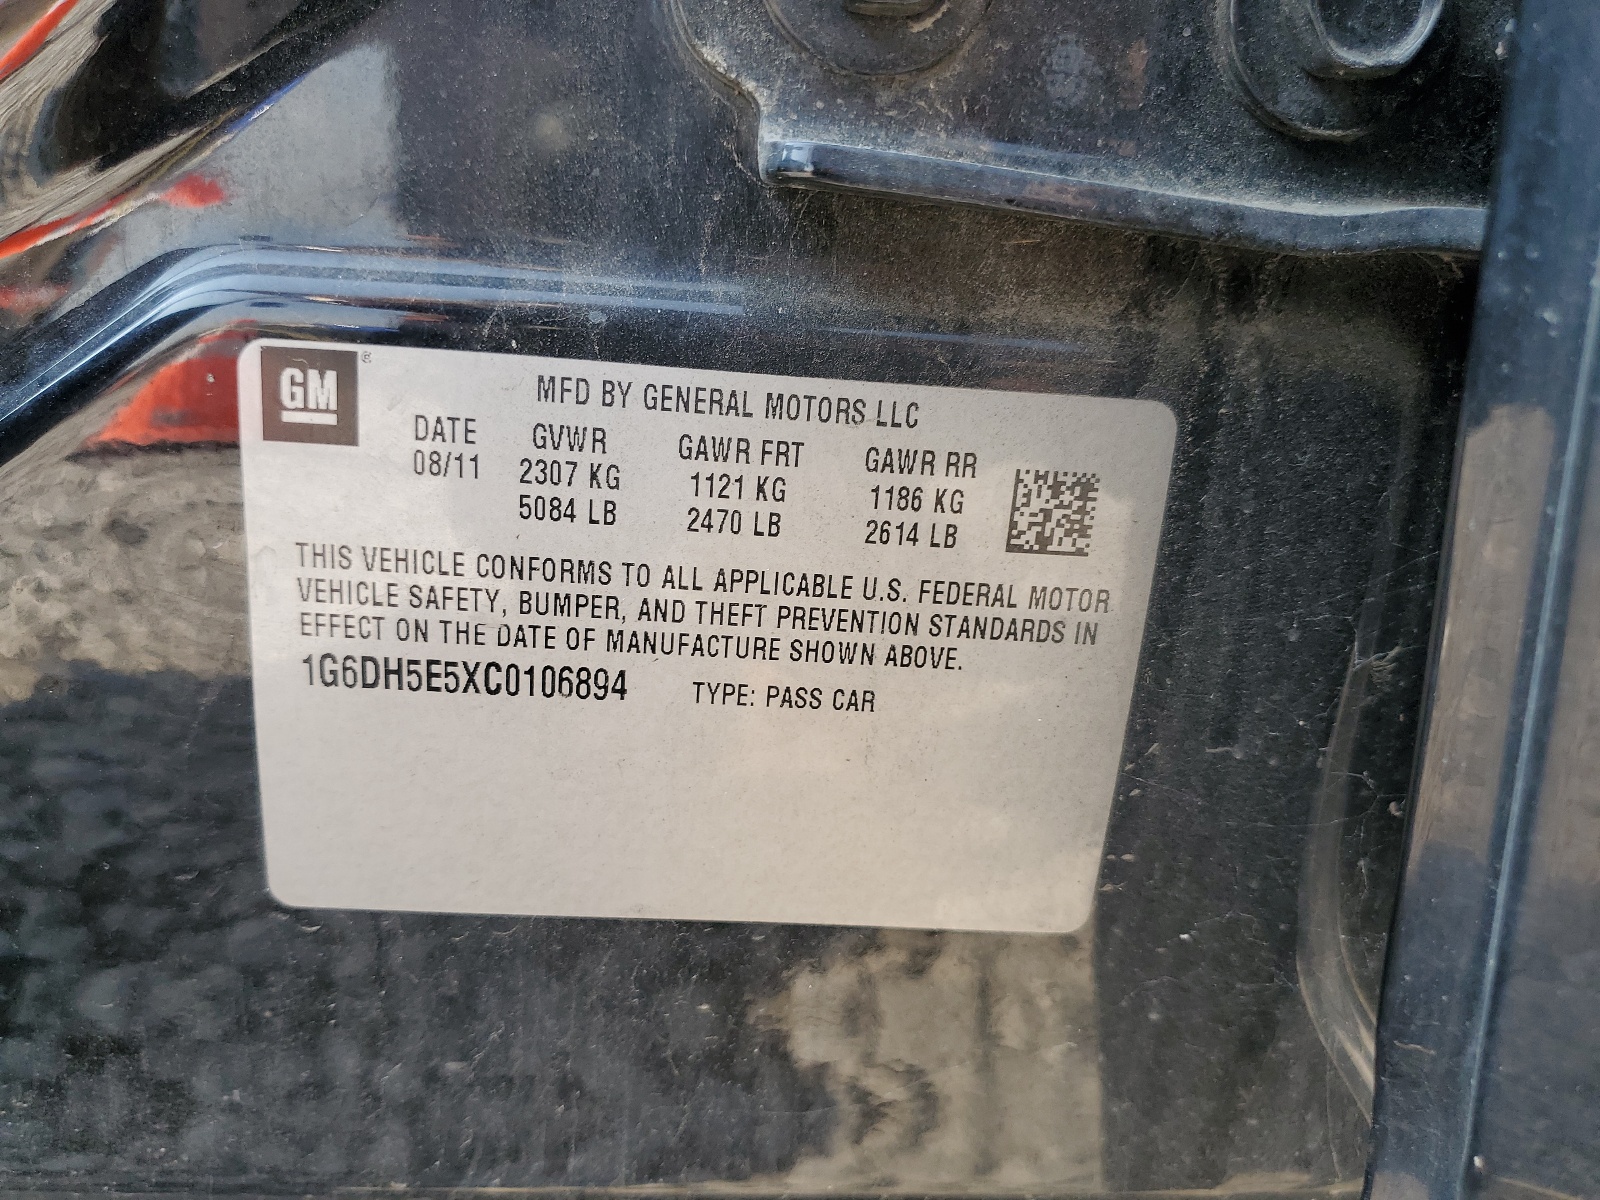 GM ®
MFD BY GENERAL MOTORS LLC
DATE GVWR GAWR FRT GAWR RR
08/11 2307 KG 1121 KG 1186 KG
5084 LB 2470 LB 2614 LB
THIS VEHICLE CONFORMS TO ALL APPLICABLE U.S. FEDERAL MOTOR
VEHICLE SAFETY, BUMPER, AND THEFT PREVENTION STANDARDS IN
EFFECT ON THE DATE OF MANUFACTURE SHOWN ABOVE.
1G6DH5E5XC0106894 TYPE: PASS CAR